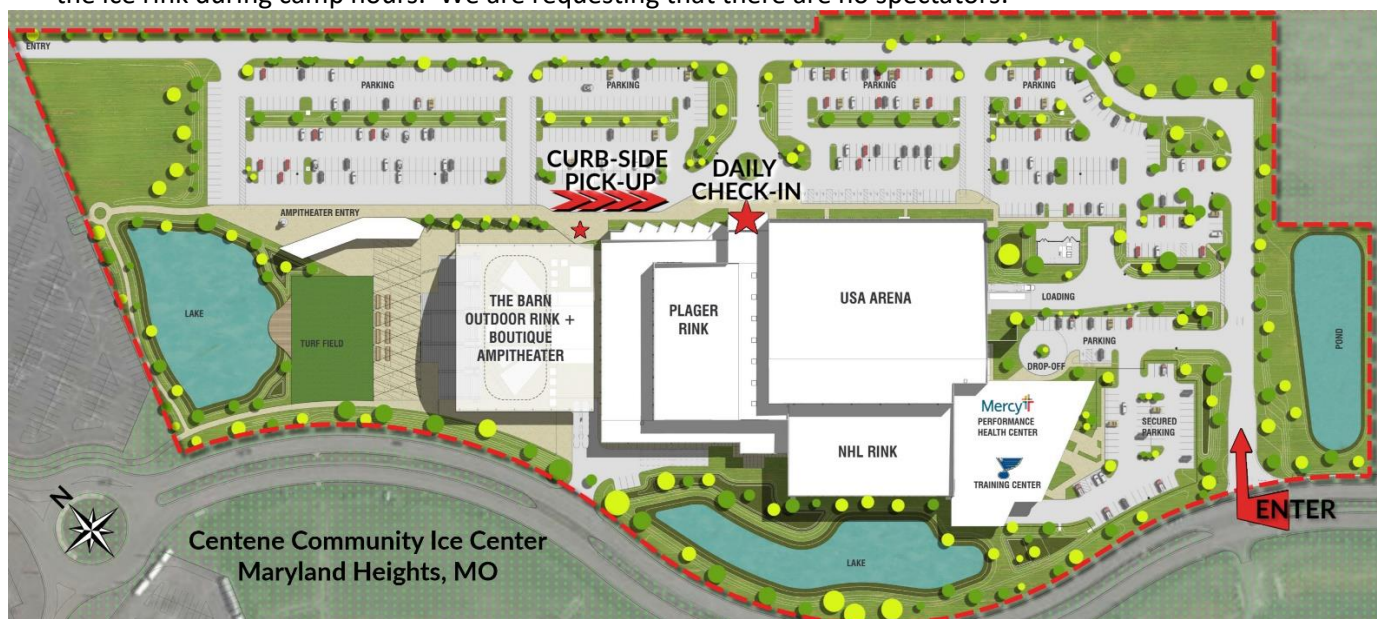 the ice rink during camp hours. We are requesting that there are no spectators.
ENTRY
PARKING
PARKING
PARKING
PARKING
CURB-SIDE
PICK-UP
DAILY
CHECK-IN
AMPITHEATER ENTRY
LAKE
TURF FIELD
THE BARN
OUTDOOR RINK +
BOUTIQUE
AMPITHEATER
PLAGER
RINK
USA ARENA
LOADING
PARKING
DROP-OFF
POND
Mercy
PERFORMANCE
HEALTH CENTER
SECURED
PARKING
NHL RINK
TRAINING CENTER
ENTER
N
Centene Community Ice Center
Maryland Heights, MO
LAKE